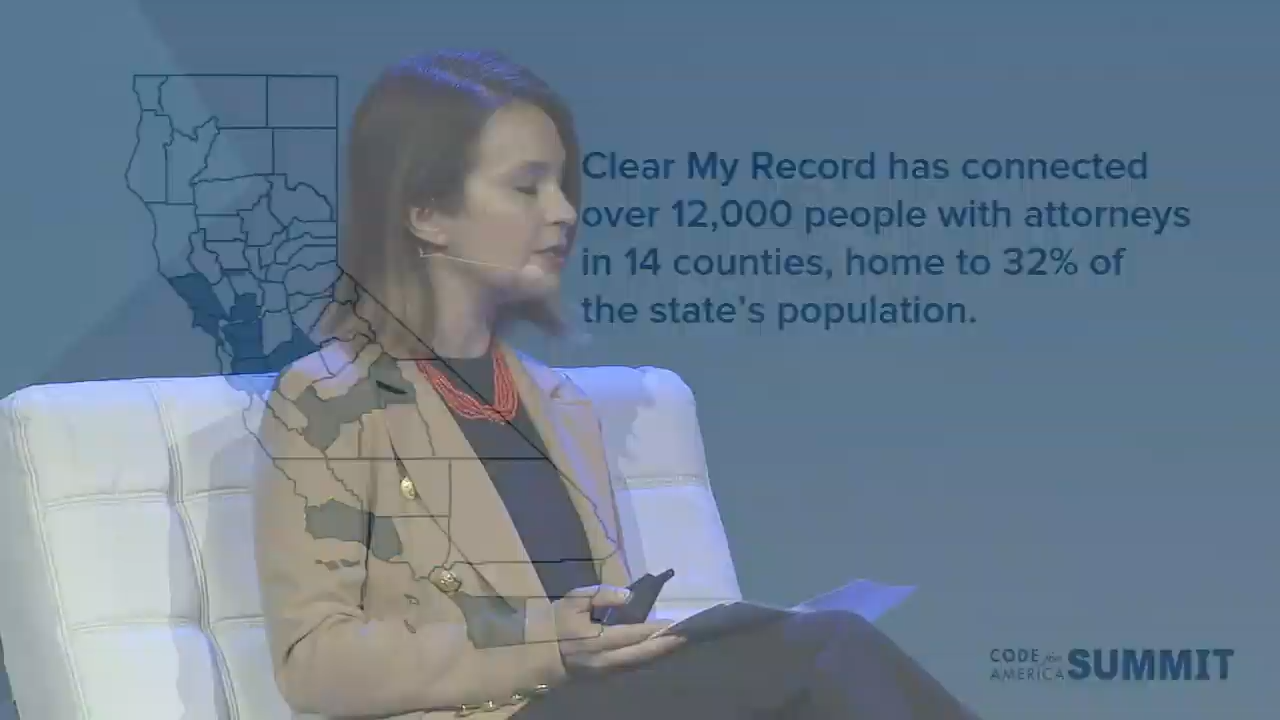 Clear My Record has connected
over 12,000 people with attorneys
in 14 counties, home to 32% of
the state's population.
CODE for
AMERICA SUMMIT